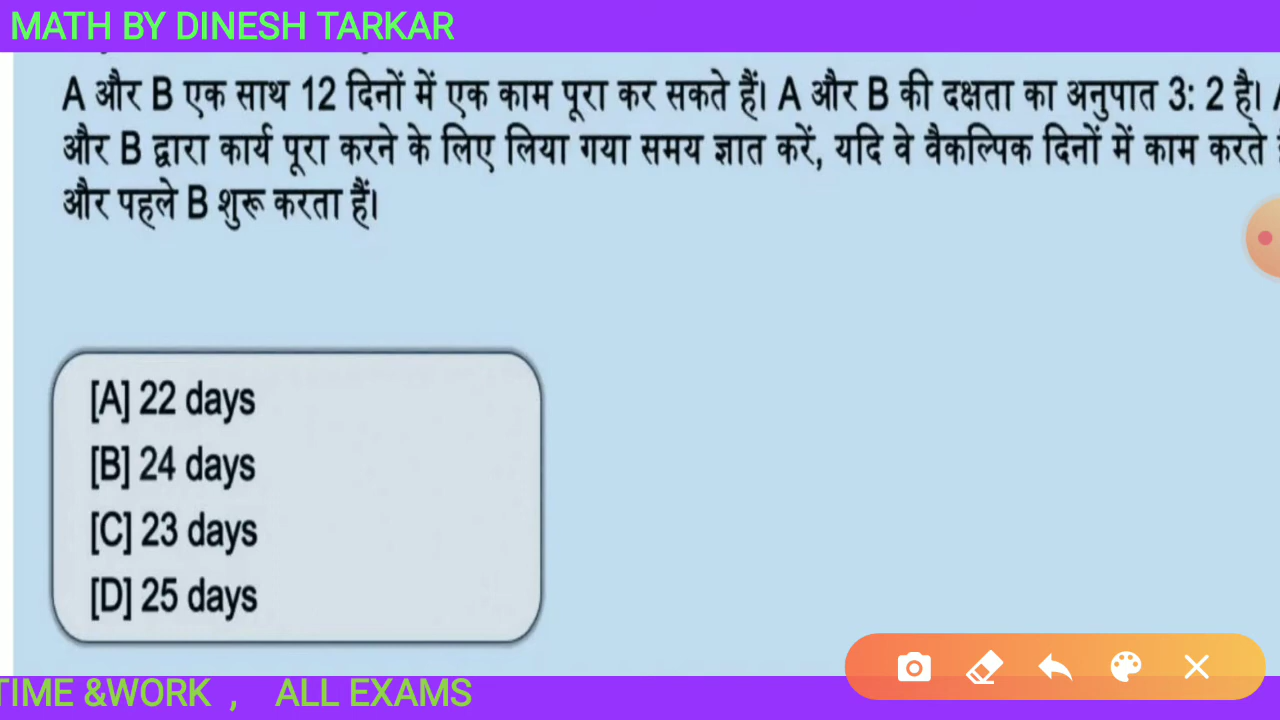 MATH BY DINESH TARKAR
A और B एक साथ 12 दिनों में एक काम पूरा कर सकते हैं। A और B की दक्षता का अनुपात 3: 2 है।
और B द्वारा कार्य पूरा करने के लिए लिया गया समय ज्ञात करें, यदि वे वैकल्पिक दिनों में काम करते
और पहले B शुरू करता हैं।
[A] 22 days
[B] 24 days
[C] 23 days
[D] 25 days
TIME &WORK , ALL EXAMS